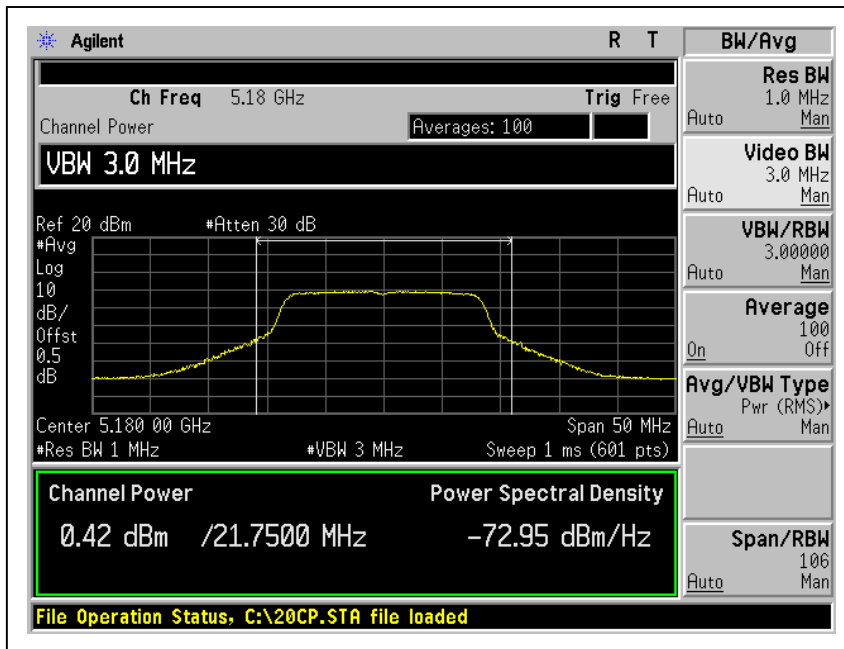 Agilent R T
BW/Avg
Ch Freq 5.18 GHz Trig Free
Channel Power Averages: 100
VBW 3.0 MHz
Ref 20 dBm #Atten 30 dB
#Avg
Log
10
dB/
Offst
0.5
dB
Center 5.180 00 GHz Span 50 MHz
#Res BW 1 MHz #VBW 3 MHz Sweep 1 ms (601 pts)
Channel Power Power Spectral Density
0.42 dBm /21.7500 MHz -72.95 dBm/Hz
File Operation Status, C:\20CP.STA file loaded
Res BW
1.0 MHz
Auto Man
Video BW
3.0 MHz
Auto Man
VBW/RBW
3.00000
Auto Man
Average
100
On Off
Avg/VBW Type
Pwr (RMS)▸
Auto Man
Span/RBW
106
Auto Man